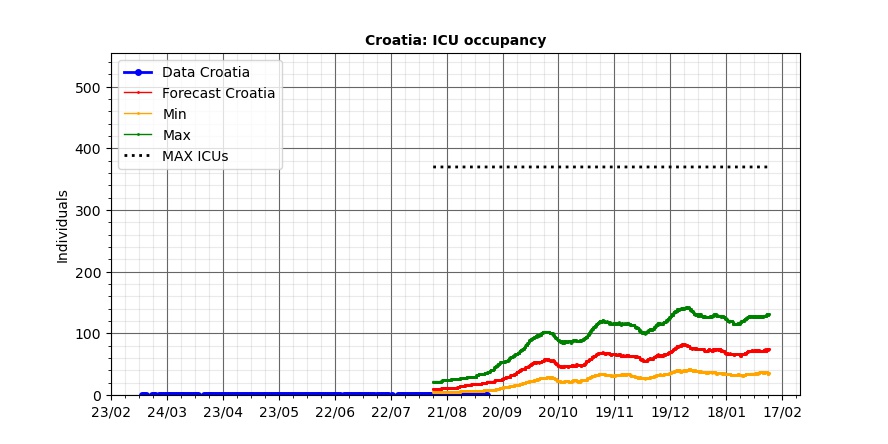 Croatia: ICU occupancy
Data Croatia
Forecast Croatia
Min
Max
MAX ICUs
Individuals
500
400
300
200
100
0
23/02 24/03 23/04 23/05 22/06 22/07 21/08 20/09 20/10 19/11 19/12 18/01 17/02